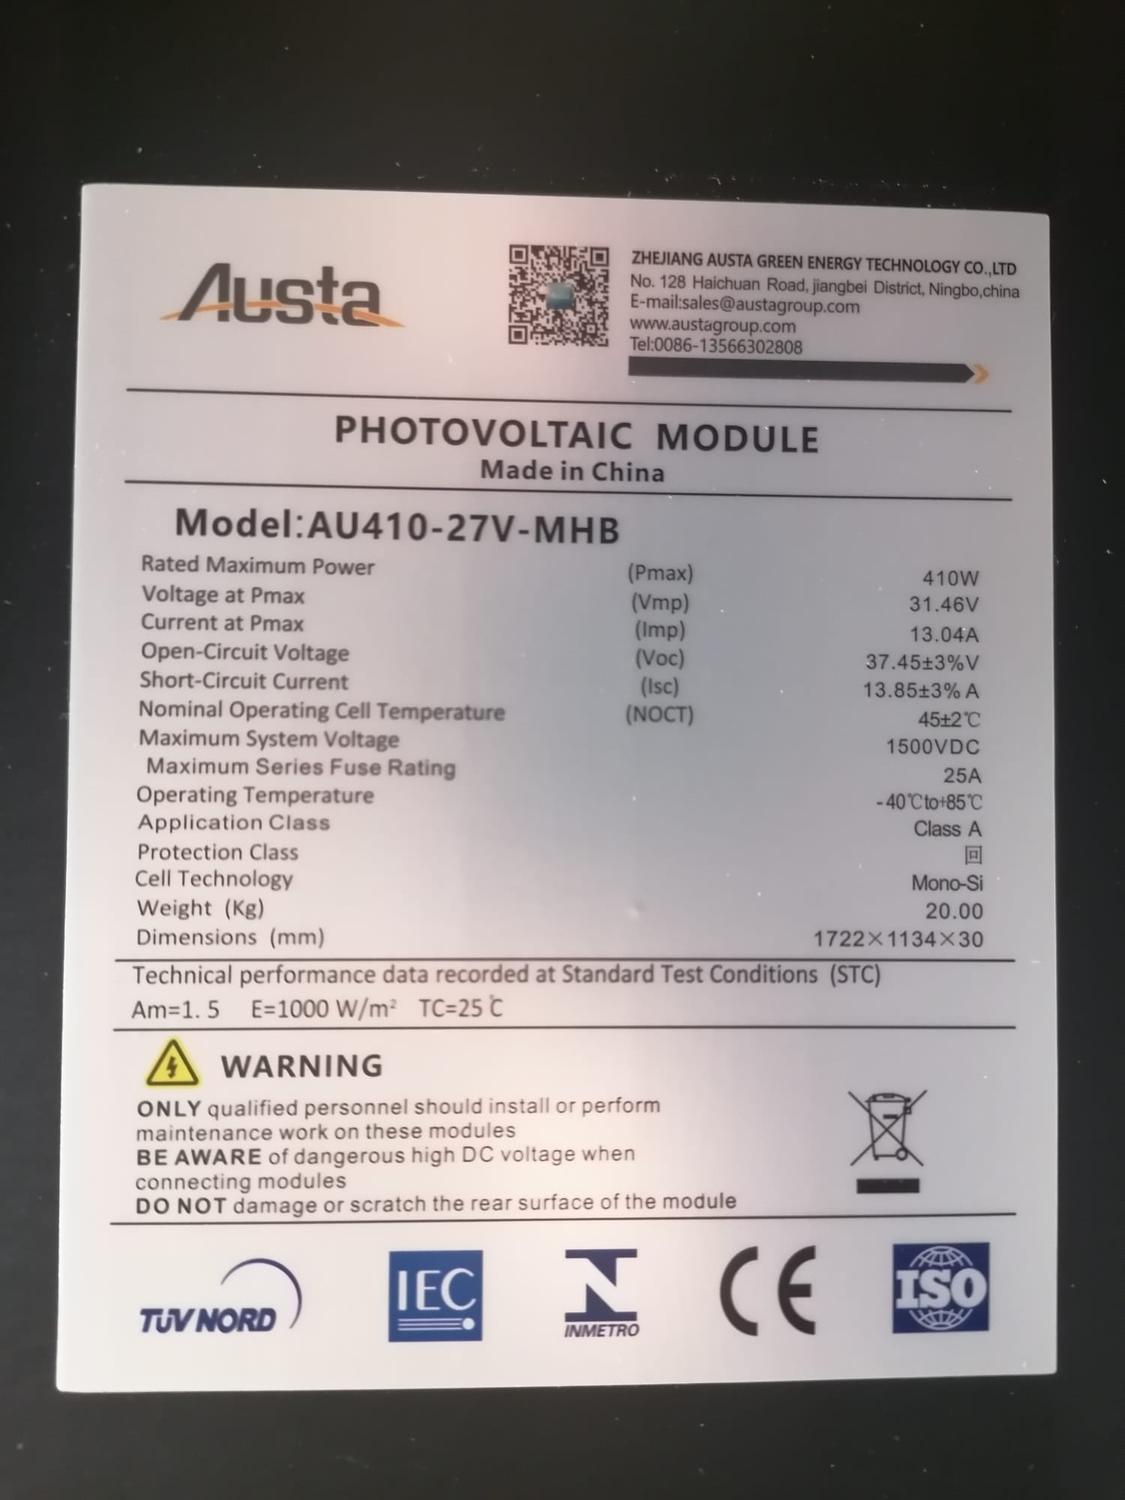 Austa
ZHEJIANG AUSTA GREEN ENERGY TECHNOLOGY CO.,LTD
No. 128 Haichuan Road, jiangbei District, Ningbo,china
E-mail:sales@austagroup.com
www.austagroup.com
Tel:0086-13566302808
PHOTOVOLTAIC MODULE
Made in China
Model:AU410-27V-MHB
Rated Maximum Power (Pmax) 410W
Voltage at Pmax (Vmp) 31.46V
Current at Pmax (Imp) 13.04A
Open-Circuit Voltage (Voc) 37.45±3%V
Short-Circuit Current (Isc) 13.85±3% A
Nominal Operating Cell Temperature (NOCT) 45±2℃
Maximum System Voltage 1500VDC
Maximum Series Fuse Rating 25A
Operating Temperature -40℃to+85℃
Application Class Class A
Protection Class 回
Cell Technology Mono-Si
Weight (Kg) 20.00
Dimensions (mm) 1722×1134×30
Technical performance data recorded at Standard Test Conditions (STC)
Am=1. 5 E=1000 W/m² TC=25℃
WARNING
ONLY qualified personnel should install or perform
maintenance work on these modules
BE AWARE of dangerous high DC voltage when
connecting modules
DO NOT damage or scratch the rear surface of the module
TÜV NORD
IEC
INMETRO
CE
ISO